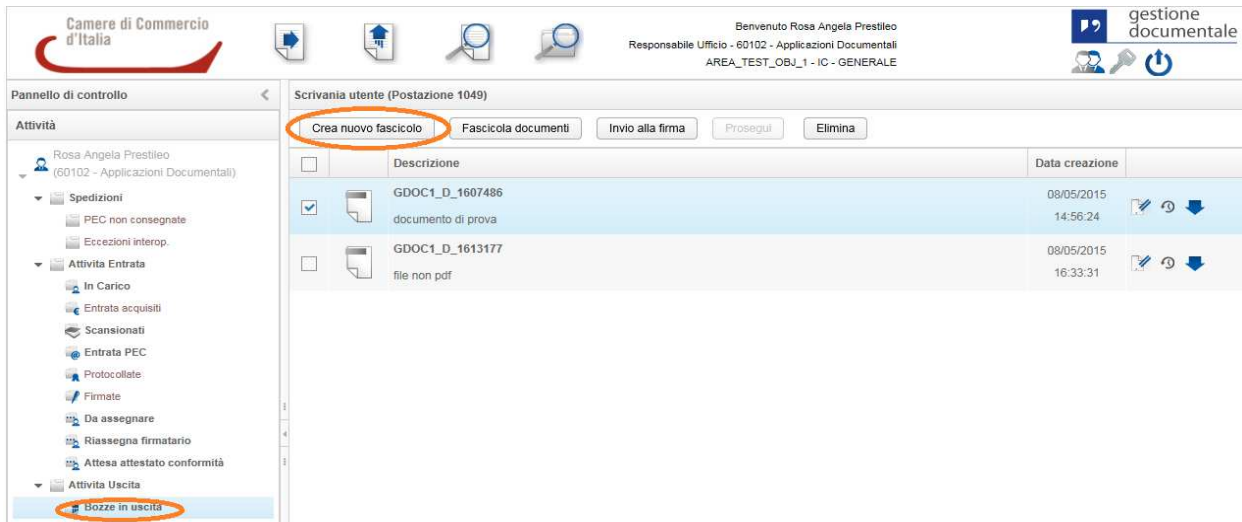 Camere di Commercio
d'Italia
Benvenuto Rosa Angela Prestileo
Responsabile Ufficio - 60102 - Applicazioni Documentali
AREA_TEST_OBJ_1 - IC - GENERALE
gestione
documentale
Pannello di controllo
Scrivania utente (Postazione 1049)
Attività
Crea nuovo fascicolo Fascicola documenti Invio alla firma Prosegui Elimina
Rosa Angela Prestileo
(60102 - Applicazioni Documentali)
Descrizione Data creazione
Spedizioni
PEC non consegnate
Eccezioni interop.
Attivita Entrata
In Carico
Entrata acquisiti
Scansionati
Entrata PEC
Protocollate
Firmate
Da assegnare
Riassegna firmatario
Attesa attestato conformità
Attivita Uscita
Bozze in uscita
GDOC1_D_1607486
documento di prova
08/05/2015
14:56:24
GDOC1_D_1613177
file non pdf
08/05/2015
16:33:31